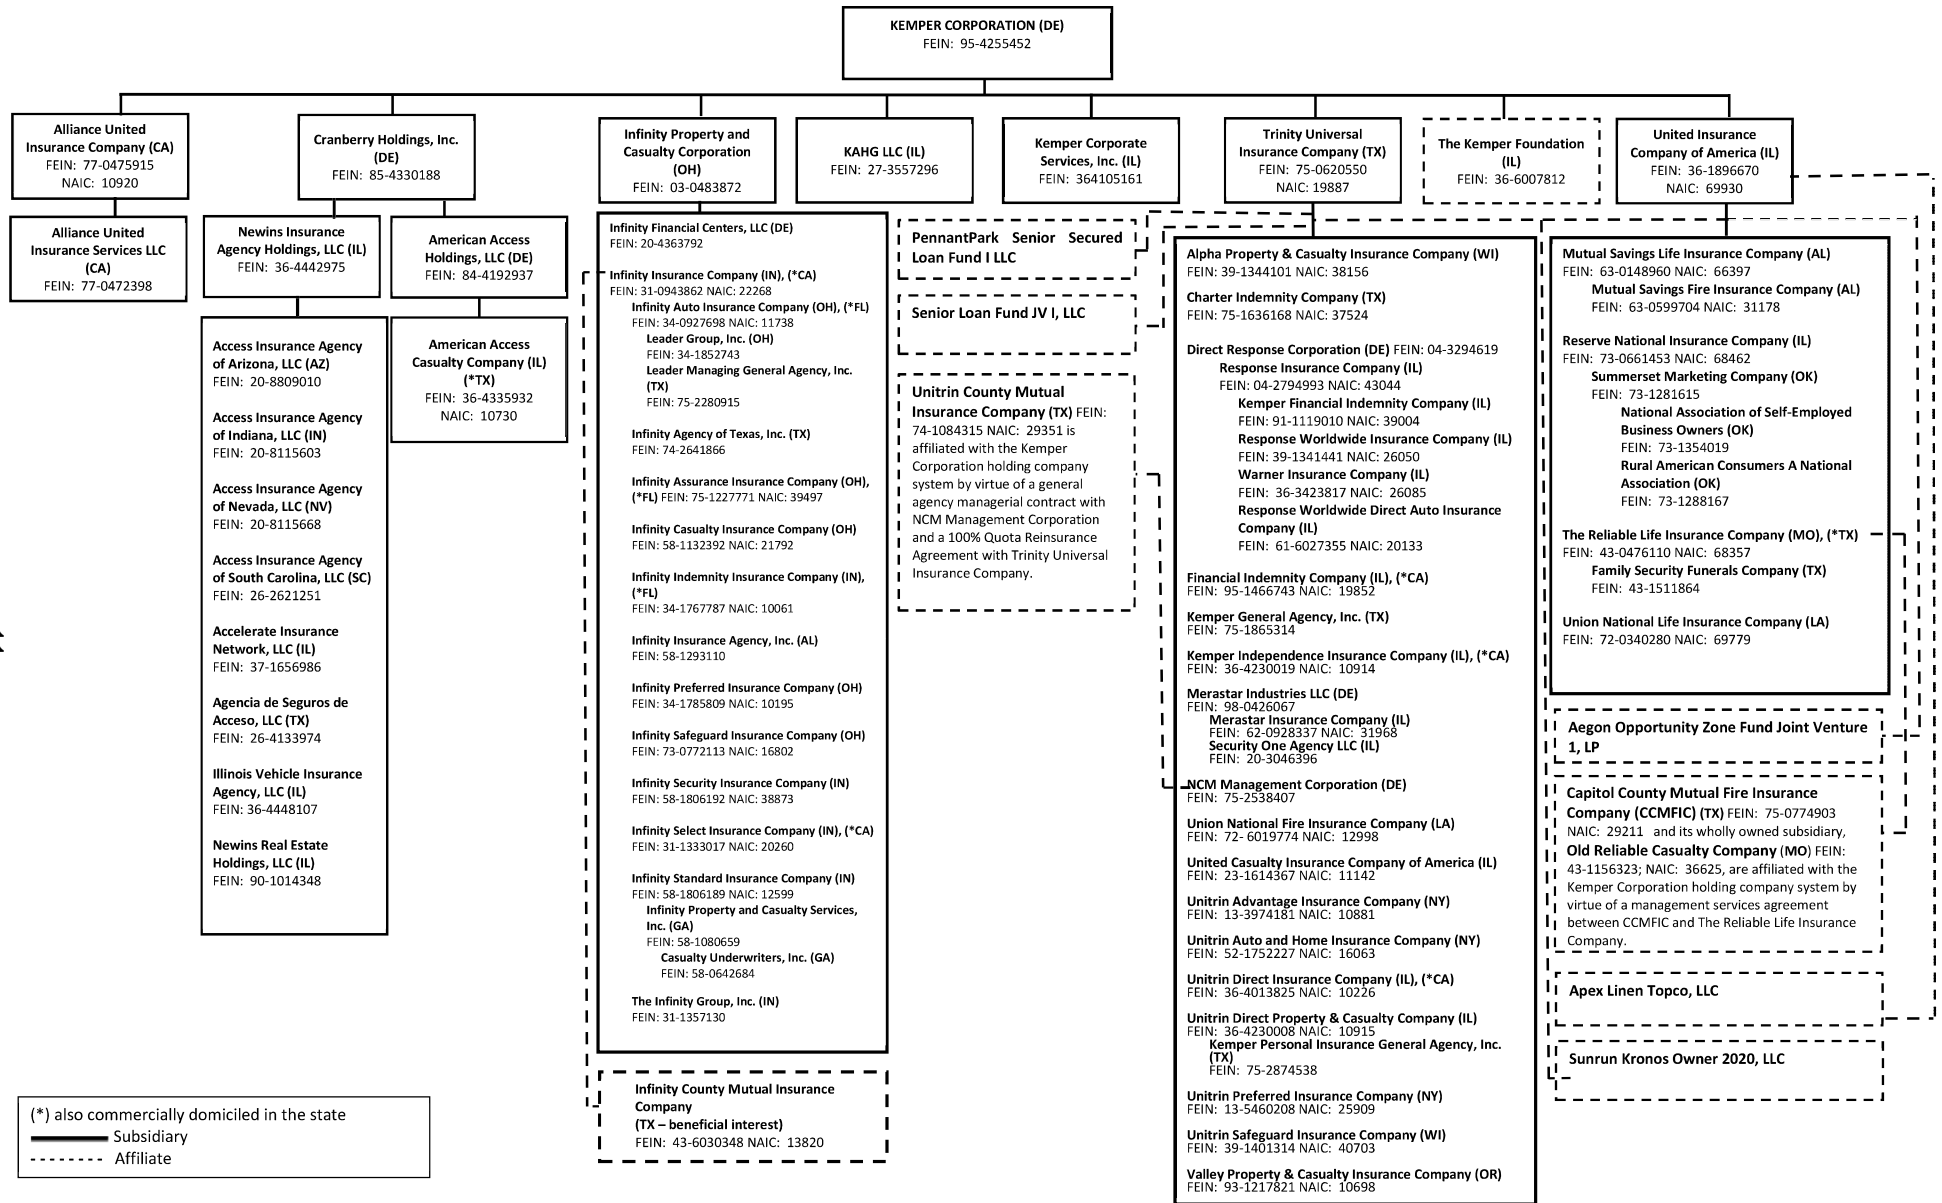 KEMPER CORPORATION (DE)
FEIN: 95-4255452
Alliance United
Insurance Company (CA)
FEIN: 77-0475915
NAIC: 10920
Cranberry Holdings, Inc.
(DE)
FEIN: 85-4330188
Infinity Property and
Casualty Corporation
(OH)
FEIN: 03-0483872
KAHG LLC (IL)
FEIN: 27-3557296
Kemper Corporate
Services, Inc. (IL)
FEIN: 364105161
Trinity Universal
Insurance Company (TX)
FEIN: 75-0620550
NAIC: 19887
The Kemper Foundation
(IL)
FEIN: 36-6007812
United Insurance
Company of America (IL)
FEIN: 36-1896670
NAIC: 69930
Alliance United
Insurance Services LLC
(CA)
FEIN: 77-0472398
Newins Insurance
Agency Holdings, LLC (IL)
FEIN: 36-4442975
American Access
Holdings, LLC (DE)
FEIN: 84-4192937
Access Insurance Agency
of Arizona, LLC (AZ)
FEIN: 20-8809010
Access Insurance Agency
of Indiana, LLC (IN)
FEIN: 20-8115603
Access Insurance Agency
of Nevada, LLC (NV)
FEIN: 20-8115668
Access Insurance Agency
of South Carolina, LLC (SC)
FEIN: 26-2621251
Accelerate Insurance
Network, LLC (IL)
FEIN: 37-1656986
Agencia de Seguros de
Acceso, LLC (TX)
FEIN: 26-4133974
Illinois Vehicle Insurance
Agency, LLC (IL)
FEIN: 36-4448107
Newins Real Estate
Holdings, LLC (IL)
FEIN: 90-1014348
American Access
Casualty Company (IL)
(*TX)
FEIN: 36-4335932
NAIC: 10730
Infinity Financial Centers, LLC (DE)
FEIN: 20-4363792
Infinity Insurance Company (IN), (*CA)
FEIN: 31-0943862 NAIC: 22268
Infinity Auto Insurance Company (OH), (*FL)
FEIN: 34-0927698 NAIC: 11738
Leader Group, Inc. (OH)
FEIN: 34-1852743
Leader Managing General Agency, Inc.
(TX)
FEIN: 75-2280915
Infinity Agency of Texas, Inc. (TX)
FEIN: 74-2641866
Infinity Assurance Insurance Company (OH),
(*FL) FEIN: 75-1227771 NAIC: 39497
Infinity Casualty Insurance Company (OH)
FEIN: 58-1132392 NAIC: 21792
Infinity Indemnity Insurance Company (IN),
(*FL)
FEIN: 34-1767787 NAIC: 10061
Infinity Insurance Agency, Inc. (AL)
FEIN: 58-1293110
Infinity Preferred Insurance Company (OH)
FEIN: 34-1785809 NAIC: 10195
Infinity Safeguard Insurance Company (OH)
FEIN: 73-0772113 NAIC: 16802
Infinity Security Insurance Company (IN)
FEIN: 58-1806192 NAIC: 38873
Infinity Select Insurance Company (IN), (*CA)
FEIN: 31-1333017 NAIC: 20260
Infinity Standard Insurance Company (IN)
FEIN: 58-1806189 NAIC: 12599
Infinity Property and Casualty Services,
Inc. (GA)
FEIN: 58-1080659
Casualty Underwriters, Inc. (GA)
FEIN: 58-0642684
The Infinity Group, Inc. (IN)
FEIN: 31-1357130
Infinity County Mutual Insurance
Company
(TX – beneficial interest)
FEIN: 43-6030348 NAIC: 13820
PennantPark Senior Secured
Loan Fund I LLC
Senior Loan Fund JV I, LLC
Unitrin County Mutual
Insurance Company (TX) FEIN:
74-1084315 NAIC: 29351 is
affiliated with the Kemper
Corporation holding company
system by virtue of a general
agency managerial contract with
NCM Management Corporation
and a 100% Quota Reinsurance
Agreement with Trinity Universal
Insurance Company.
Alpha Property & Casualty Insurance Company (WI)
FEIN: 39-1344101 NAIC: 38156
Charter Indemnity Company (TX)
FEIN: 75-1636168 NAIC: 37524
Direct Response Corporation (DE) FEIN: 04-3294619
Response Insurance Company (IL)
FEIN: 04-2794993 NAIC: 43044
Kemper Financial Indemnity Company (IL)
FEIN: 91-1119010 NAIC: 39004
Response Worldwide Insurance Company (IL)
FEIN: 39-1341441 NAIC: 26050
Warner Insurance Company (IL)
FEIN: 36-3423817 NAIC: 26085
Response Worldwide Direct Auto Insurance
Company (IL)
FEIN: 61-6027355 NAIC: 20133
Financial Indemnity Company (IL), (*CA)
FEIN: 95-1466743 NAIC: 19852
Kemper General Agency, Inc. (TX)
FEIN: 75-1865314
Kemper Independence Insurance Company (IL), (*CA)
FEIN: 36-4230019 NAIC: 10914
Merastar Industries LLC (DE)
FEIN: 98-0426067
Merastar Insurance Company (IL)
FEIN: 62-0928337 NAIC: 31968
Security One Agency LLC (IL)
FEIN: 20-3046396
NCM Management Corporation (DE)
FEIN: 75-2538407
Union National Fire Insurance Company (LA)
FEIN: 72- 6019774 NAIC: 12998
United Casualty Insurance Company of America (IL)
FEIN: 23-1614367 NAIC: 11142
Unitrin Advantage Insurance Company (NY)
FEIN: 13-3974181 NAIC: 10881
Unitrin Auto and Home Insurance Company (NY)
FEIN: 52-1752227 NAIC: 16063
Unitrin Direct Insurance Company (IL), (*CA)
FEIN: 36-4013825 NAIC: 10226
Unitrin Direct Property & Casualty Company (IL)
FEIN: 36-4230008 NAIC: 10915
Kemper Personal Insurance General Agency, Inc.
(TX)
FEIN: 75-2874538
Unitrin Preferred Insurance Company (NY)
FEIN: 13-5460208 NAIC: 25909
Unitrin Safeguard Insurance Company (WI)
FEIN: 39-1401314 NAIC: 40703
Valley Property & Casualty Insurance Company (OR)
FEIN: 93-1217821 NAIC: 10698
Mutual Savings Life Insurance Company (AL)
FEIN: 63-0148960 NAIC: 66397
Mutual Savings Fire Insurance Company (AL)
FEIN: 63-0599704 NAIC: 31178
Reserve National Insurance Company (IL)
FEIN: 73-0661453 NAIC: 68462
Summerset Marketing Company (OK)
FEIN: 73-1281615
National Association of Self-Employed
Business Owners (OK)
FEIN: 73-1354019
Rural American Consumers A National
Association (OK)
FEIN: 73-1288167
The Reliable Life Insurance Company (MO), (*TX)
FEIN: 43-0476110 NAIC: 68357
Family Security Funerals Company (TX)
FEIN: 43-1511864
Union National Life Insurance Company (LA)
FEIN: 72-0340280 NAIC: 69779
Aegon Opportunity Zone Fund Joint Venture
1, LP
Capitol County Mutual Fire Insurance
Company (CCMFIC) (TX) FEIN: 75-0774903
NAIC: 29211 and its wholly owned subsidiary,
Old Reliable Casualty Company (MO) FEIN:
43-1156323; NAIC: 36625, are affiliated with the
Kemper Corporation holding company system by
virtue of a management services agreement
between CCMFIC and The Reliable Life Insurance
Company.
Apex Linen Topco, LLC
Sunrun Kronos Owner 2020, LLC
(*) also commercially domiciled in the state
Subsidiary
Affiliate